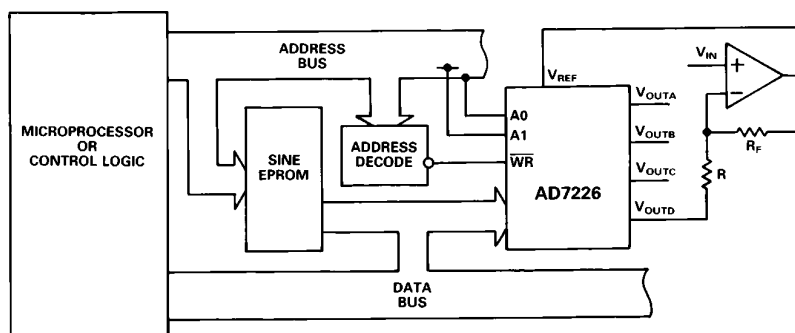 MICROPROCESSOR
OR
CONTROL LOGIC
ADDRESS
BUS
SINE
EPROM
ADDRESS
DECODE
VREF
A0
A1
WR
AD7226
VOUTA
VOUTB
VOUTC
VOUTD
VIN
+
–
RF
R
DATA
BUS